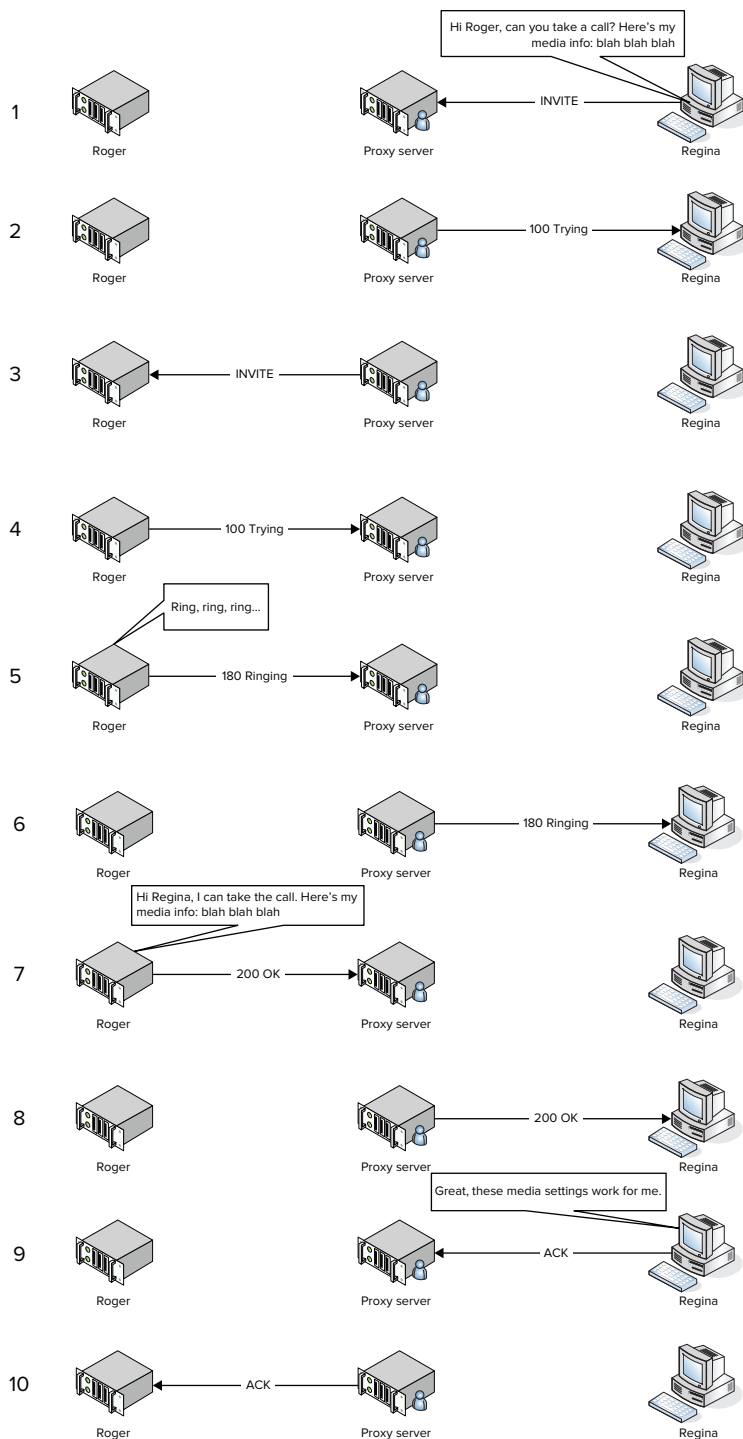 Hi Roger, can you take a call? Here's my
media info: blah blah blah
1
INVITE
Roger
Proxy server
Regina
2
100 Trying
Roger
Proxy server
Regina
3
INVITE
Roger
Proxy server
Regina
4
100 Trying
Roger
Proxy server
Regina
Ring, ring, ring...
5
180 Ringing
Roger
Proxy server
Regina
6
180 Ringing
Roger
Proxy server
Regina
Hi Regina, I can take the call. Here's my
media info: blah blah blah
7
200 OK
Roger
Proxy server
Regina
8
200 OK
Roger
Proxy server
Regina
Great, these media settings work for me.
9
ACK
Roger
Proxy server
Regina
10
ACK
Roger
Proxy server
Regina